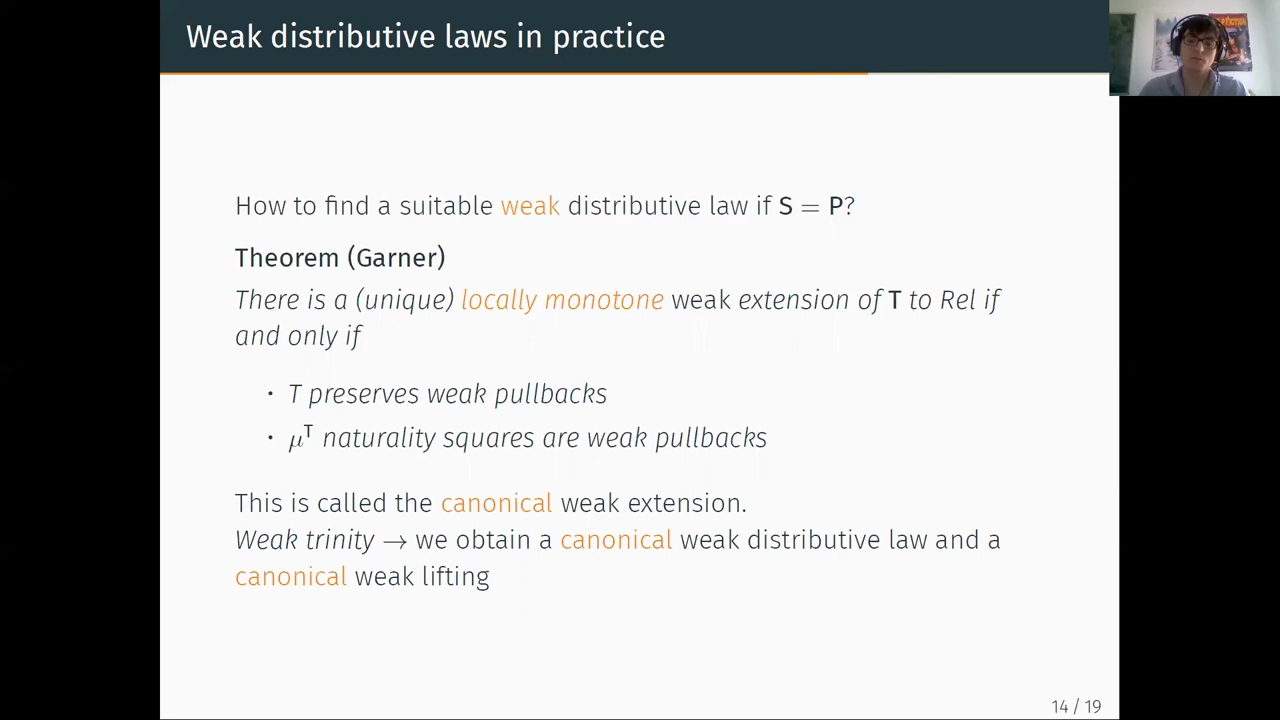 Weak distributive laws in practice
How to find a suitable weak distributive law if S = P?
Theorem (Garner)
There is a (unique) locally monotone weak extension of T to Rel if
and only if
· T preserves weak pullbacks
· μᵀ naturality squares are weak pullbacks
This is called the canonical weak extension.
Weak trinity → we obtain a canonical weak distributive law and a
canonical weak lifting
14 / 19